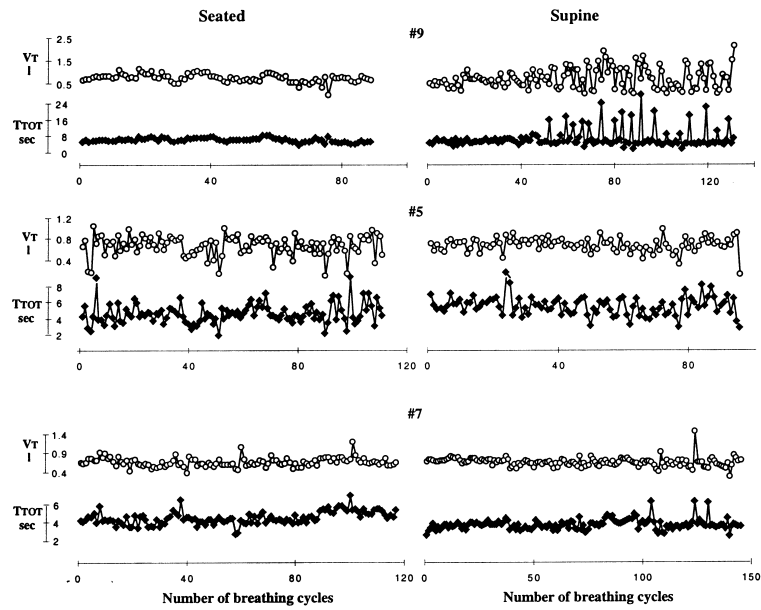 Seated Supine
#9
VT
l
2.5
1.5
0.5
TTOT
sec
24
16
8
0
0 40 80
0 40 80 120
#5
VT
l
1.2
0.8
0.4
TTOT
sec
8
6
4
2
0 40 80 120
40 80
#7
VT
l
1.4
0.9
0.4
TTOT
sec
6
4
2
0 40 80 120
0 50 100 150
Number of breathing cycles Number of breathing cycles